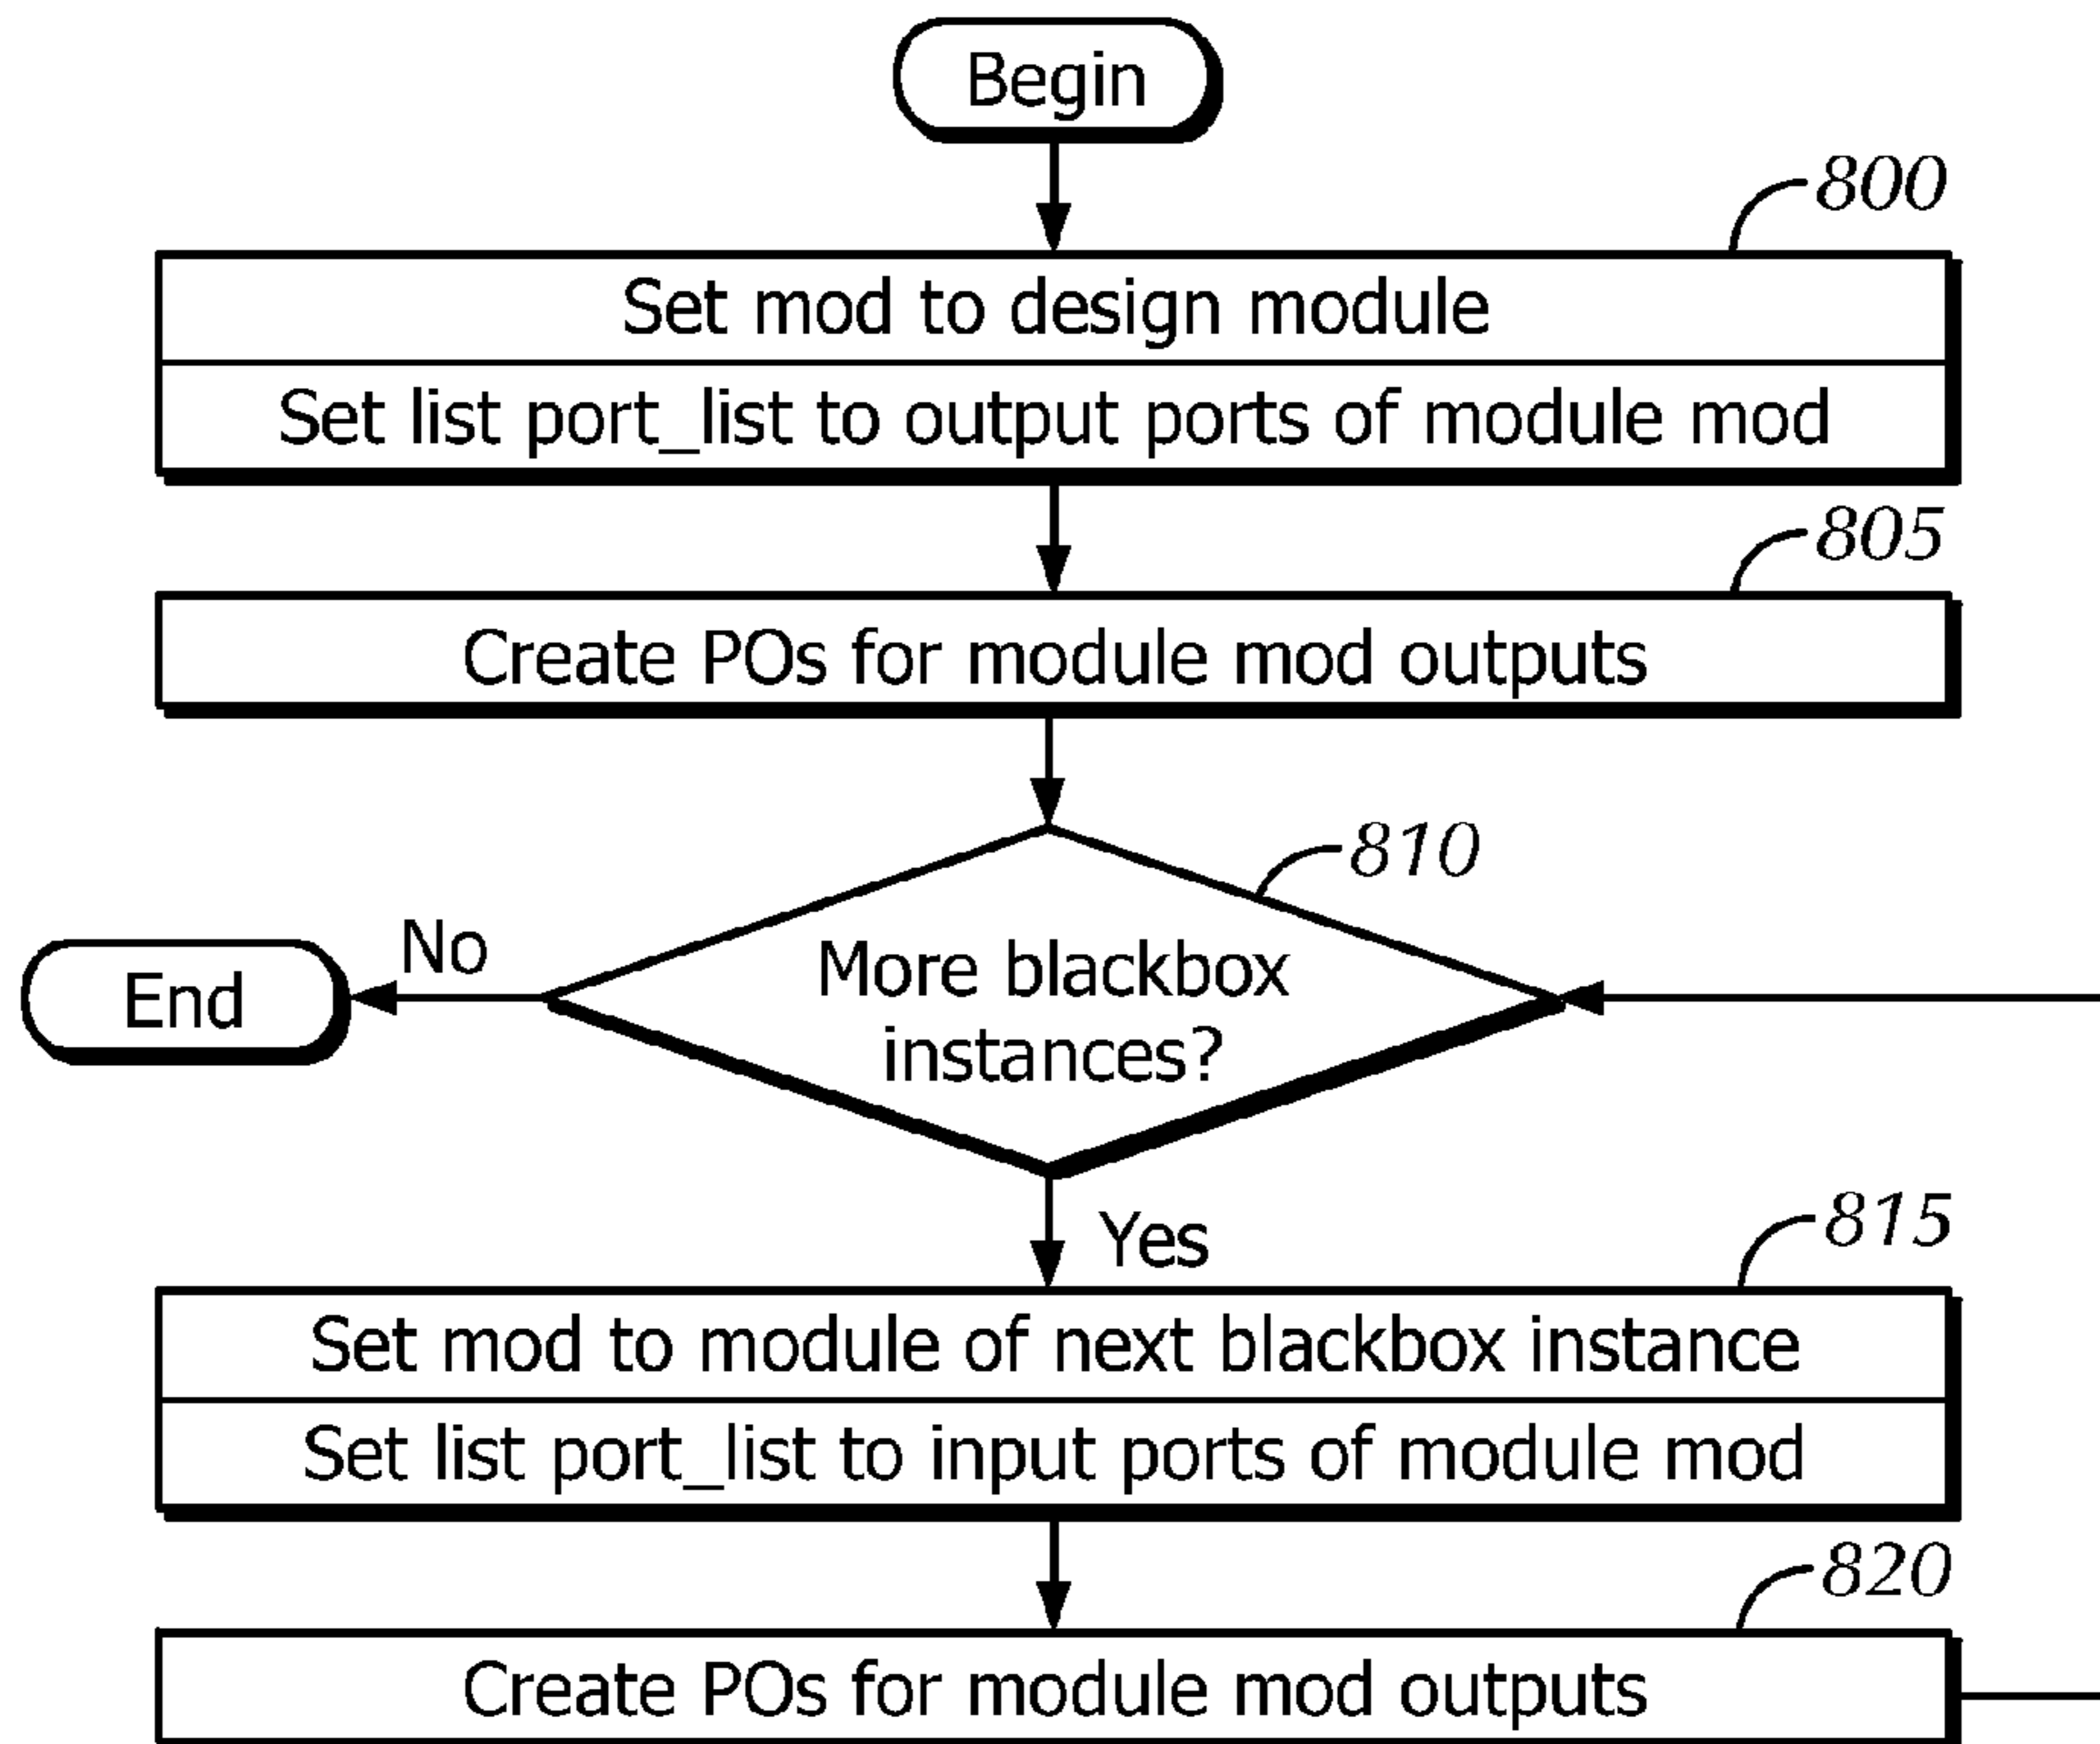 Begin
800
Set mod to design module
Set list port_list to output ports of module mod
805
Create POs for module mod outputs
810
More blackbox
instances?
No
End
Yes
815
Set mod to module of next blackbox instance
Set list port_list to input ports of module mod
820
Create POs for module mod outputs